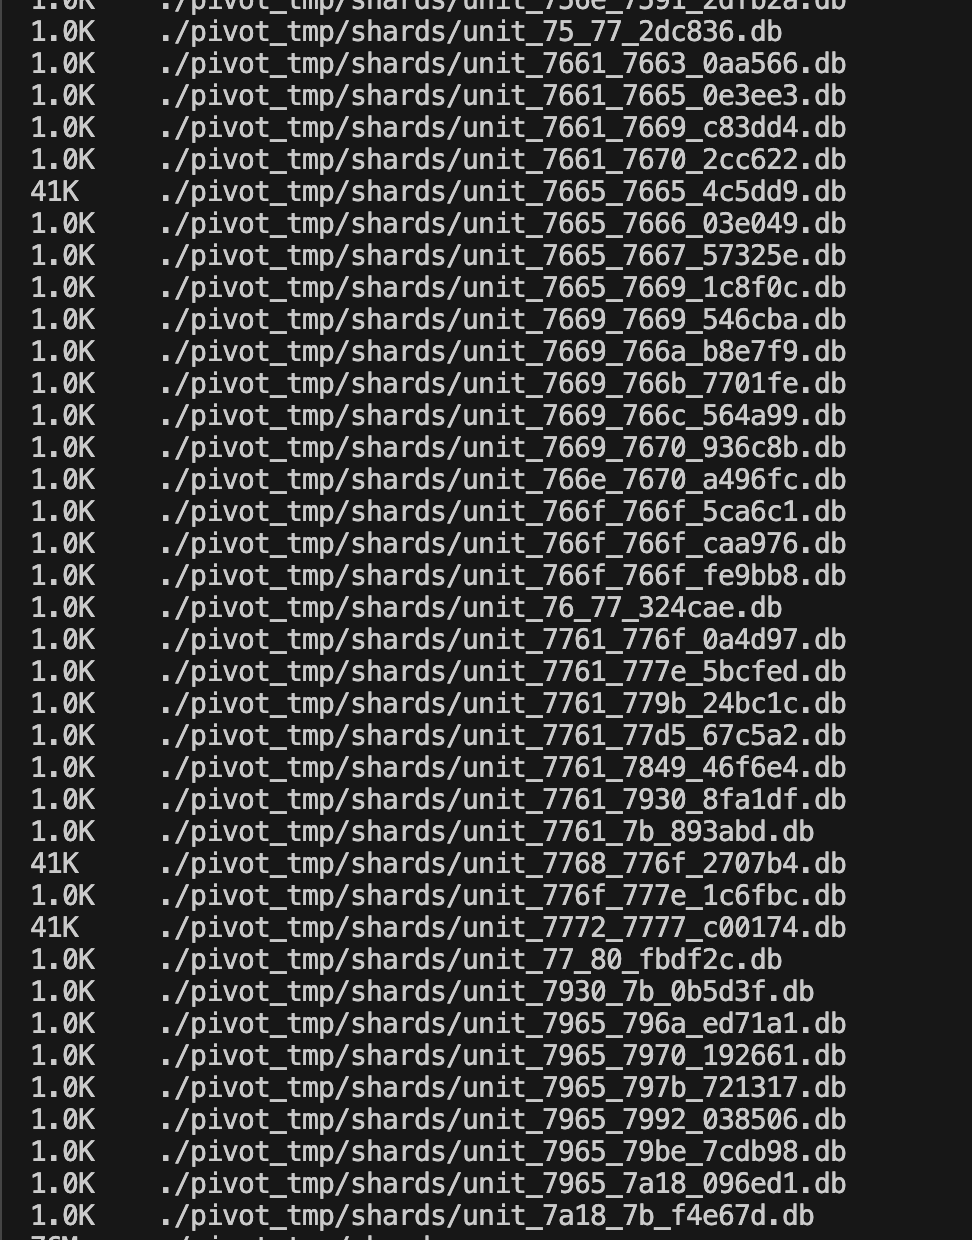 1.0K ./pivot_tmp/shards/unit_756e_7591_2dfb2a.db
1.0K ./pivot_tmp/shards/unit_75_77_2dc836.db
1.0K ./pivot_tmp/shards/unit_7661_7663_0aa566.db
1.0K ./pivot_tmp/shards/unit_7661_7665_0e3ee3.db
1.0K ./pivot_tmp/shards/unit_7661_7669_c83dd4.db
1.0K ./pivot_tmp/shards/unit_7661_7670_2cc622.db
41K ./pivot_tmp/shards/unit_7665_7665_4c5dd9.db
1.0K ./pivot_tmp/shards/unit_7665_7666_03e049.db
1.0K ./pivot_tmp/shards/unit_7665_7667_57325e.db
1.0K ./pivot_tmp/shards/unit_7665_7669_1c8f0c.db
1.0K ./pivot_tmp/shards/unit_7669_7669_546cba.db
1.0K ./pivot_tmp/shards/unit_7669_766a_b8e7f9.db
1.0K ./pivot_tmp/shards/unit_7669_766b_7701fe.db
1.0K ./pivot_tmp/shards/unit_7669_766c_564a99.db
1.0K ./pivot_tmp/shards/unit_7669_7670_936c8b.db
1.0K ./pivot_tmp/shards/unit_766e_7670_a496fc.db
1.0K ./pivot_tmp/shards/unit_766f_766f_5ca6c1.db
1.0K ./pivot_tmp/shards/unit_766f_766f_caa976.db
1.0K ./pivot_tmp/shards/unit_766f_766f_fe9bb8.db
1.0K ./pivot_tmp/shards/unit_76_77_324cae.db
1.0K ./pivot_tmp/shards/unit_7761_776f_0a4d97.db
1.0K ./pivot_tmp/shards/unit_7761_777e_5bcfed.db
1.0K ./pivot_tmp/shards/unit_7761_779b_24bc1c.db
1.0K ./pivot_tmp/shards/unit_7761_77d5_67c5a2.db
1.0K ./pivot_tmp/shards/unit_7761_7849_46f6e4.db
1.0K ./pivot_tmp/shards/unit_7761_7930_8fa1df.db
1.0K ./pivot_tmp/shards/unit_7761_7b_893abd.db
41K ./pivot_tmp/shards/unit_7768_776f_2707b4.db
1.0K ./pivot_tmp/shards/unit_776f_777e_1c6fbc.db
41K ./pivot_tmp/shards/unit_7772_7777_c00174.db
1.0K ./pivot_tmp/shards/unit_77_80_fbdf2c.db
1.0K ./pivot_tmp/shards/unit_7930_7b_0b5d3f.db
1.0K ./pivot_tmp/shards/unit_7965_796a_ed71a1.db
1.0K ./pivot_tmp/shards/unit_7965_7970_192661.db
1.0K ./pivot_tmp/shards/unit_7965_797b_721317.db
1.0K ./pivot_tmp/shards/unit_7965_7992_038506.db
1.0K ./pivot_tmp/shards/unit_7965_79be_7cdb98.db
1.0K ./pivot_tmp/shards/unit_7965_7a18_096ed1.db
1.0K ./pivot_tmp/shards/unit_7a18_7b_f4e67d.db